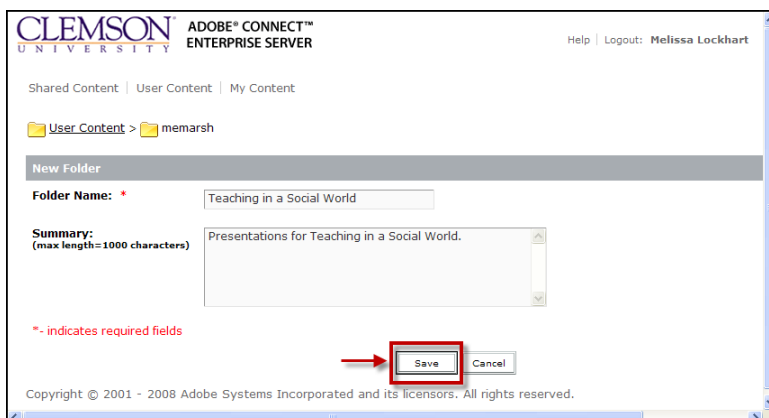 CLEMSON
UNIVERSITY
ADOBE® CONNECT™
ENTERPRISE SERVER
Help | Logout: Melissa Lockhart
Shared Content | User Content | My Content
User Content > memarsh
New Folder
Folder Name: * Teaching in a Social World
Summary: Presentations for Teaching in a Social World.
(max length=1000 characters)
*- indicates required fields
Save Cancel
Copyright © 2001 - 2008 Adobe Systems Incorporated and its licensors. All rights reserved.